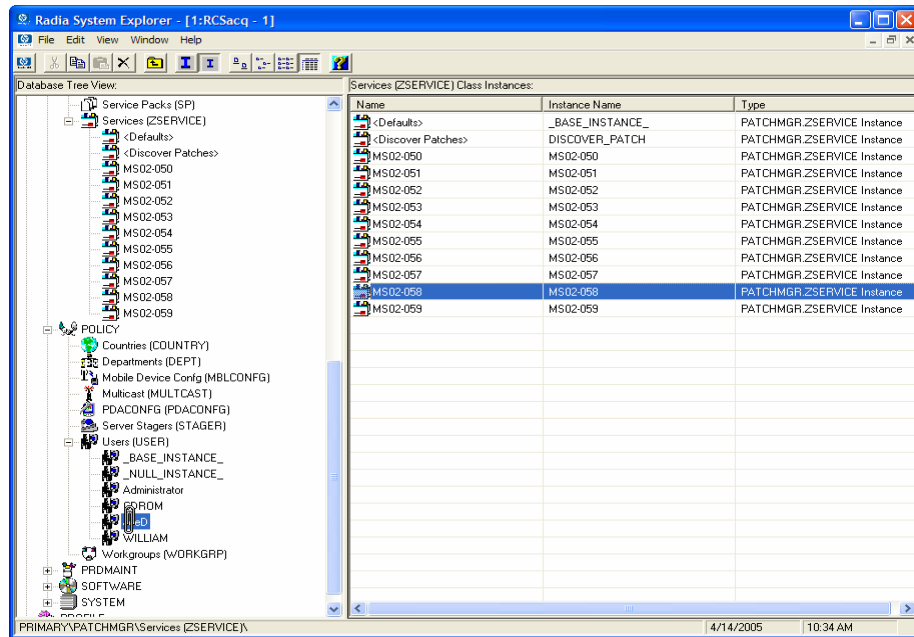 Radia System Explorer - [1:RCSacq - 1]
File Edit View Window Help
Database Tree View:
Services (ZSERVICE) Class Instances:
Service Packs (SP)
Services (ZSERVICE)
<Defaults>
<Discover Patches>
MS02-050
MS02-051
MS02-052
MS02-053
MS02-054
MS02-055
MS02-056
MS02-057
MS02-058
MS02-059
POLICY
Countries (COUNTRY)
Departments (DEPT)
Mobile Device Confg (MBLCONFG)
Multicast (MULTCAST)
PDACONFG (PDACONFG)
Server Stagers (STAGER)
Users (USER)
_BASE_INSTANCE_
_NULL_INSTANCE_
Administrator
CDROM
WILLIAM
Workgroups (WORKGRP)
PRDMAINT
SOFTWARE
SYSTEM
PROFILE
Name Instance Name Type
<Defaults> _BASE_INSTANCE_ PATCHMGR.ZSERVICE Instance
<Discover Patches> DISCOVER_PATCH PATCHMGR.ZSERVICE Instance
MS02-050 MS02-050 PATCHMGR.ZSERVICE Instance
MS02-051 MS02-051 PATCHMGR.ZSERVICE Instance
MS02-052 MS02-052 PATCHMGR.ZSERVICE Instance
MS02-053 MS02-053 PATCHMGR.ZSERVICE Instance
MS02-054 MS02-054 PATCHMGR.ZSERVICE Instance
MS02-055 MS02-055 PATCHMGR.ZSERVICE Instance
MS02-056 MS02-056 PATCHMGR.ZSERVICE Instance
MS02-057 MS02-057 PATCHMGR.ZSERVICE Instance
MS02-058 MS02-058 PATCHMGR.ZSERVICE Instance
MS02-059 MS02-059 PATCHMGR.ZSERVICE Instance
PRIMARY\PATCHMGR\Services (ZSERVICE)\
4/14/2005 10:34 AM